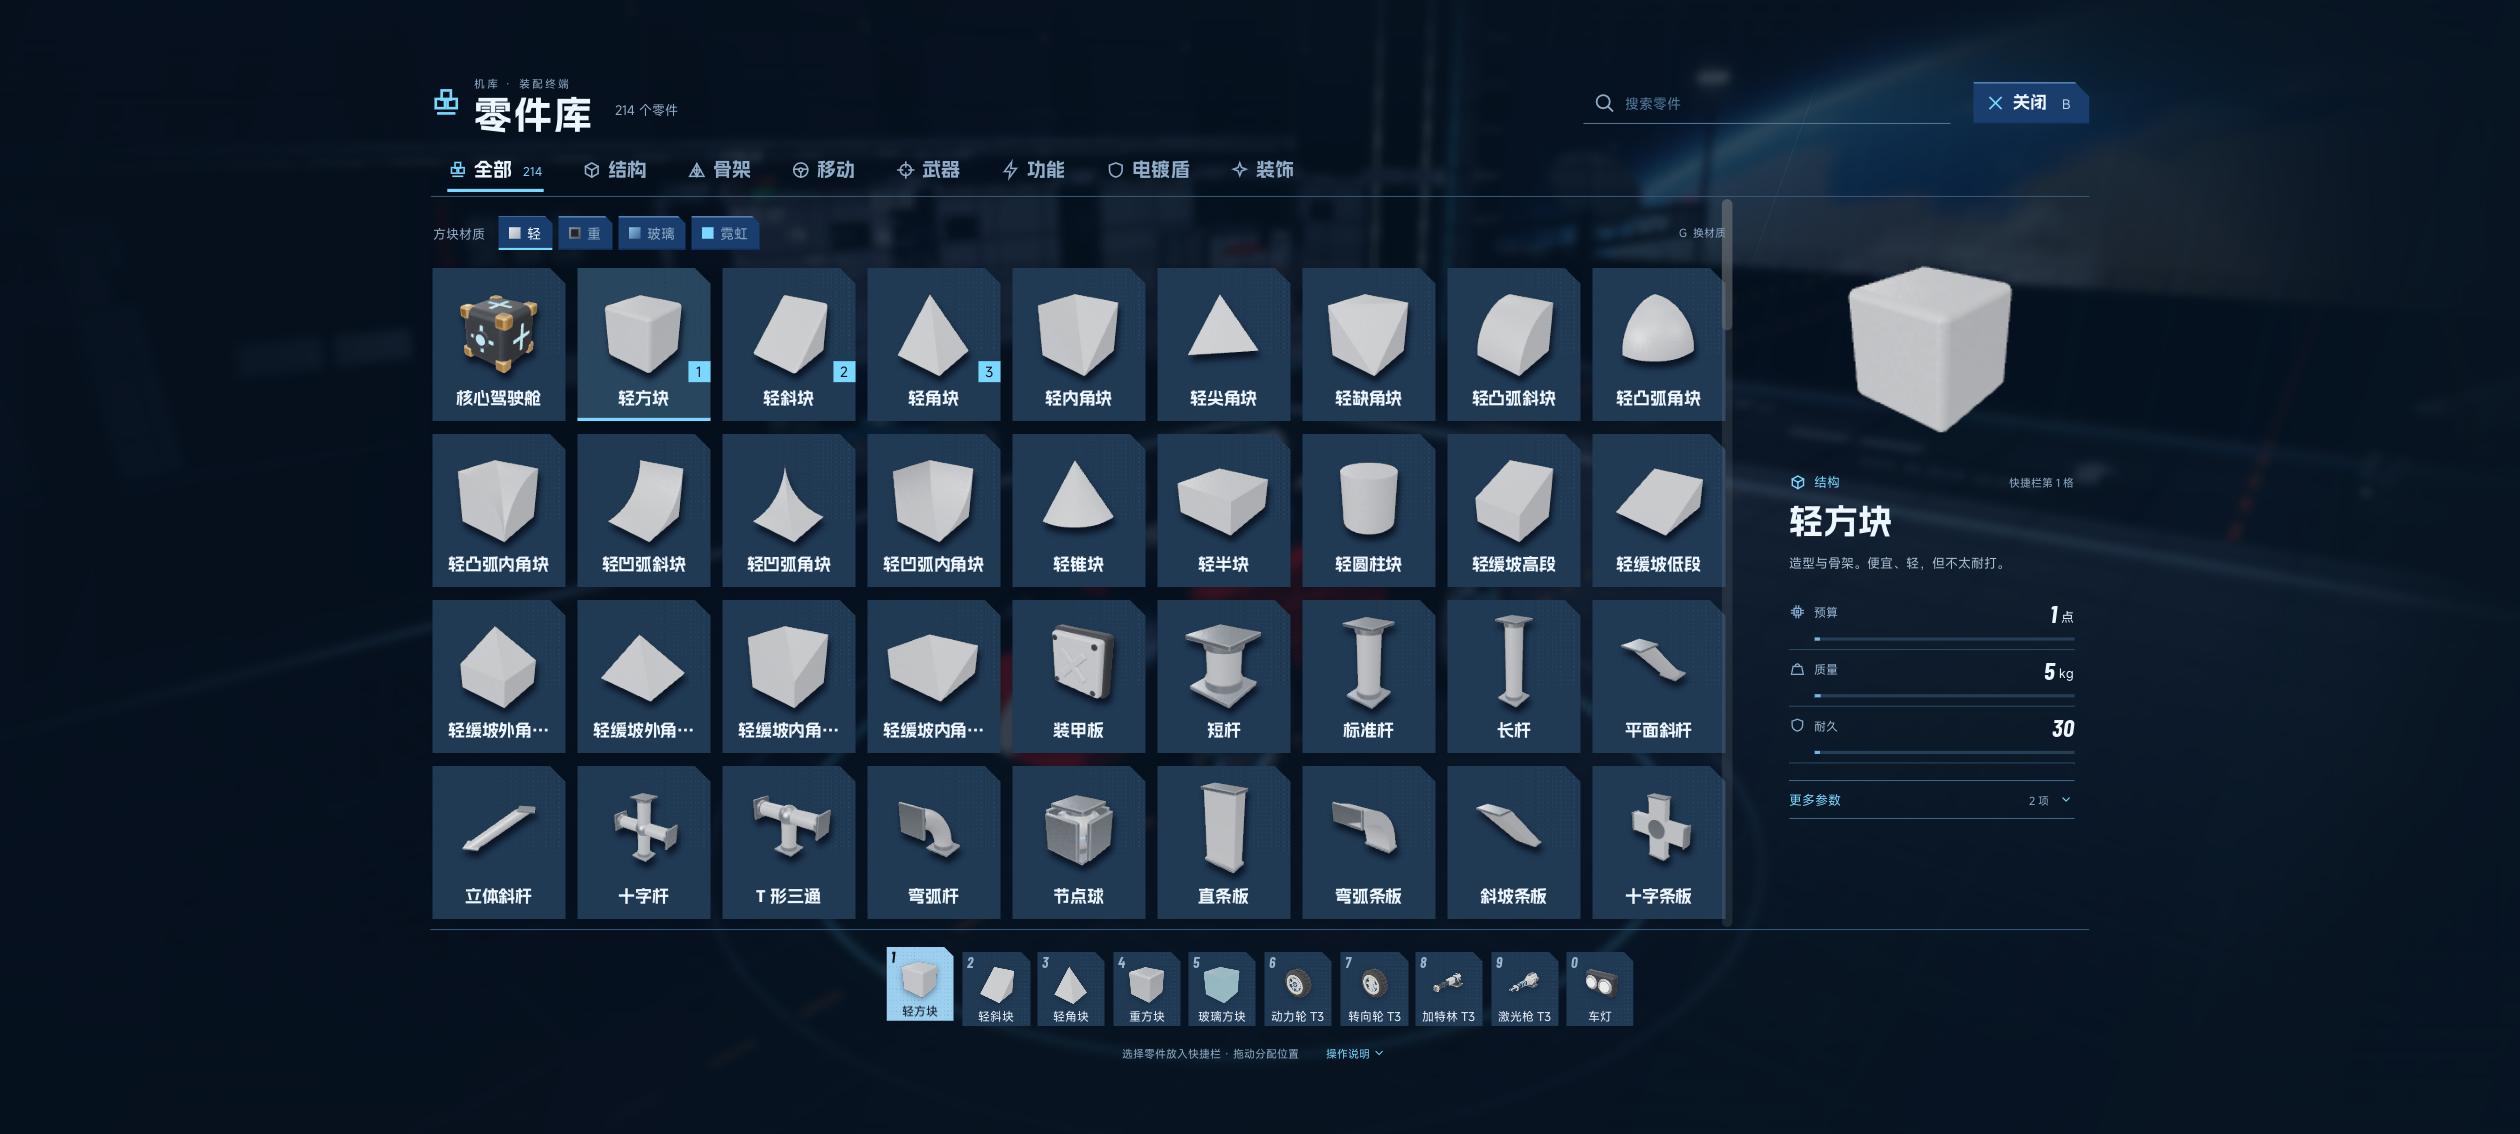 机库 · 装配终端
零件库 214 个零件
搜索零件
关闭 B
全部 214 结构 骨架 移动 武器 功能 电镀盾 装饰
方块材质 轻 重 玻璃 霓虹 G 换材质
核心驾驶舱 轻方块 1 轻斜块 2 轻角块 3 轻内角块 轻尖角块 轻缺角块 轻凸弧斜块 轻凸弧角块
轻凸弧内角块 轻凹弧斜块 轻凹弧角块 轻凹弧内角块 轻锥块 轻半块 轻圆柱块 轻缓坡高段 轻缓坡低段
轻缓坡外角… 轻缓坡外角… 轻缓坡内角… 轻缓坡内角… 装甲板 短杆 标准杆 长杆 平面斜杆
立体斜杆 十字杆 T 形三通 弯弧杆 节点球 直条板 弯弧条板 斜坡条板 十字条板
结构 快捷栏第 1 格
轻方块
造型与骨架。便宜、轻，但不太耐打。
预算 1 点
质量 5 kg
耐久 30
更多参数 2 项
1 2 3 4 5 6 7 8 9 0
轻方块 轻斜块 轻角块 重方块 玻璃方块 动力轮 T3 转向轮 T3 加特林 T3 激光枪 T3 车灯
选择零件放入快捷栏 · 拖动分配位置 操作说明